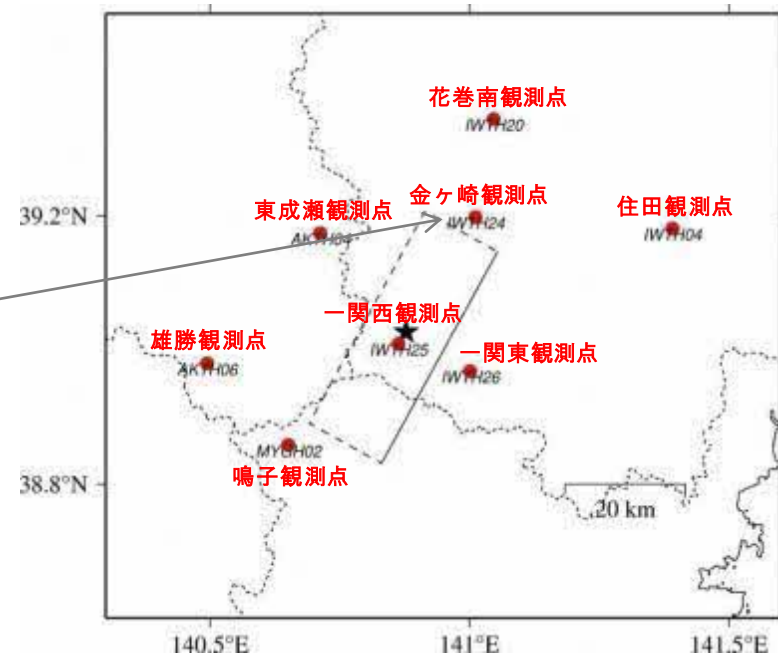 花巻南観測点
IWTH20
39.2°N
東成瀬観測点
AKTH04
金ヶ崎観測点
IWTH24
住田観測点
IWTH04
一関西観測点
IWTH25
雄勝観測点
AKTH06
一関東観測点
IWTH26
MYGH02
鳴子観測点
38.8°N
20 km
140.5°E
141°E
141.5°E